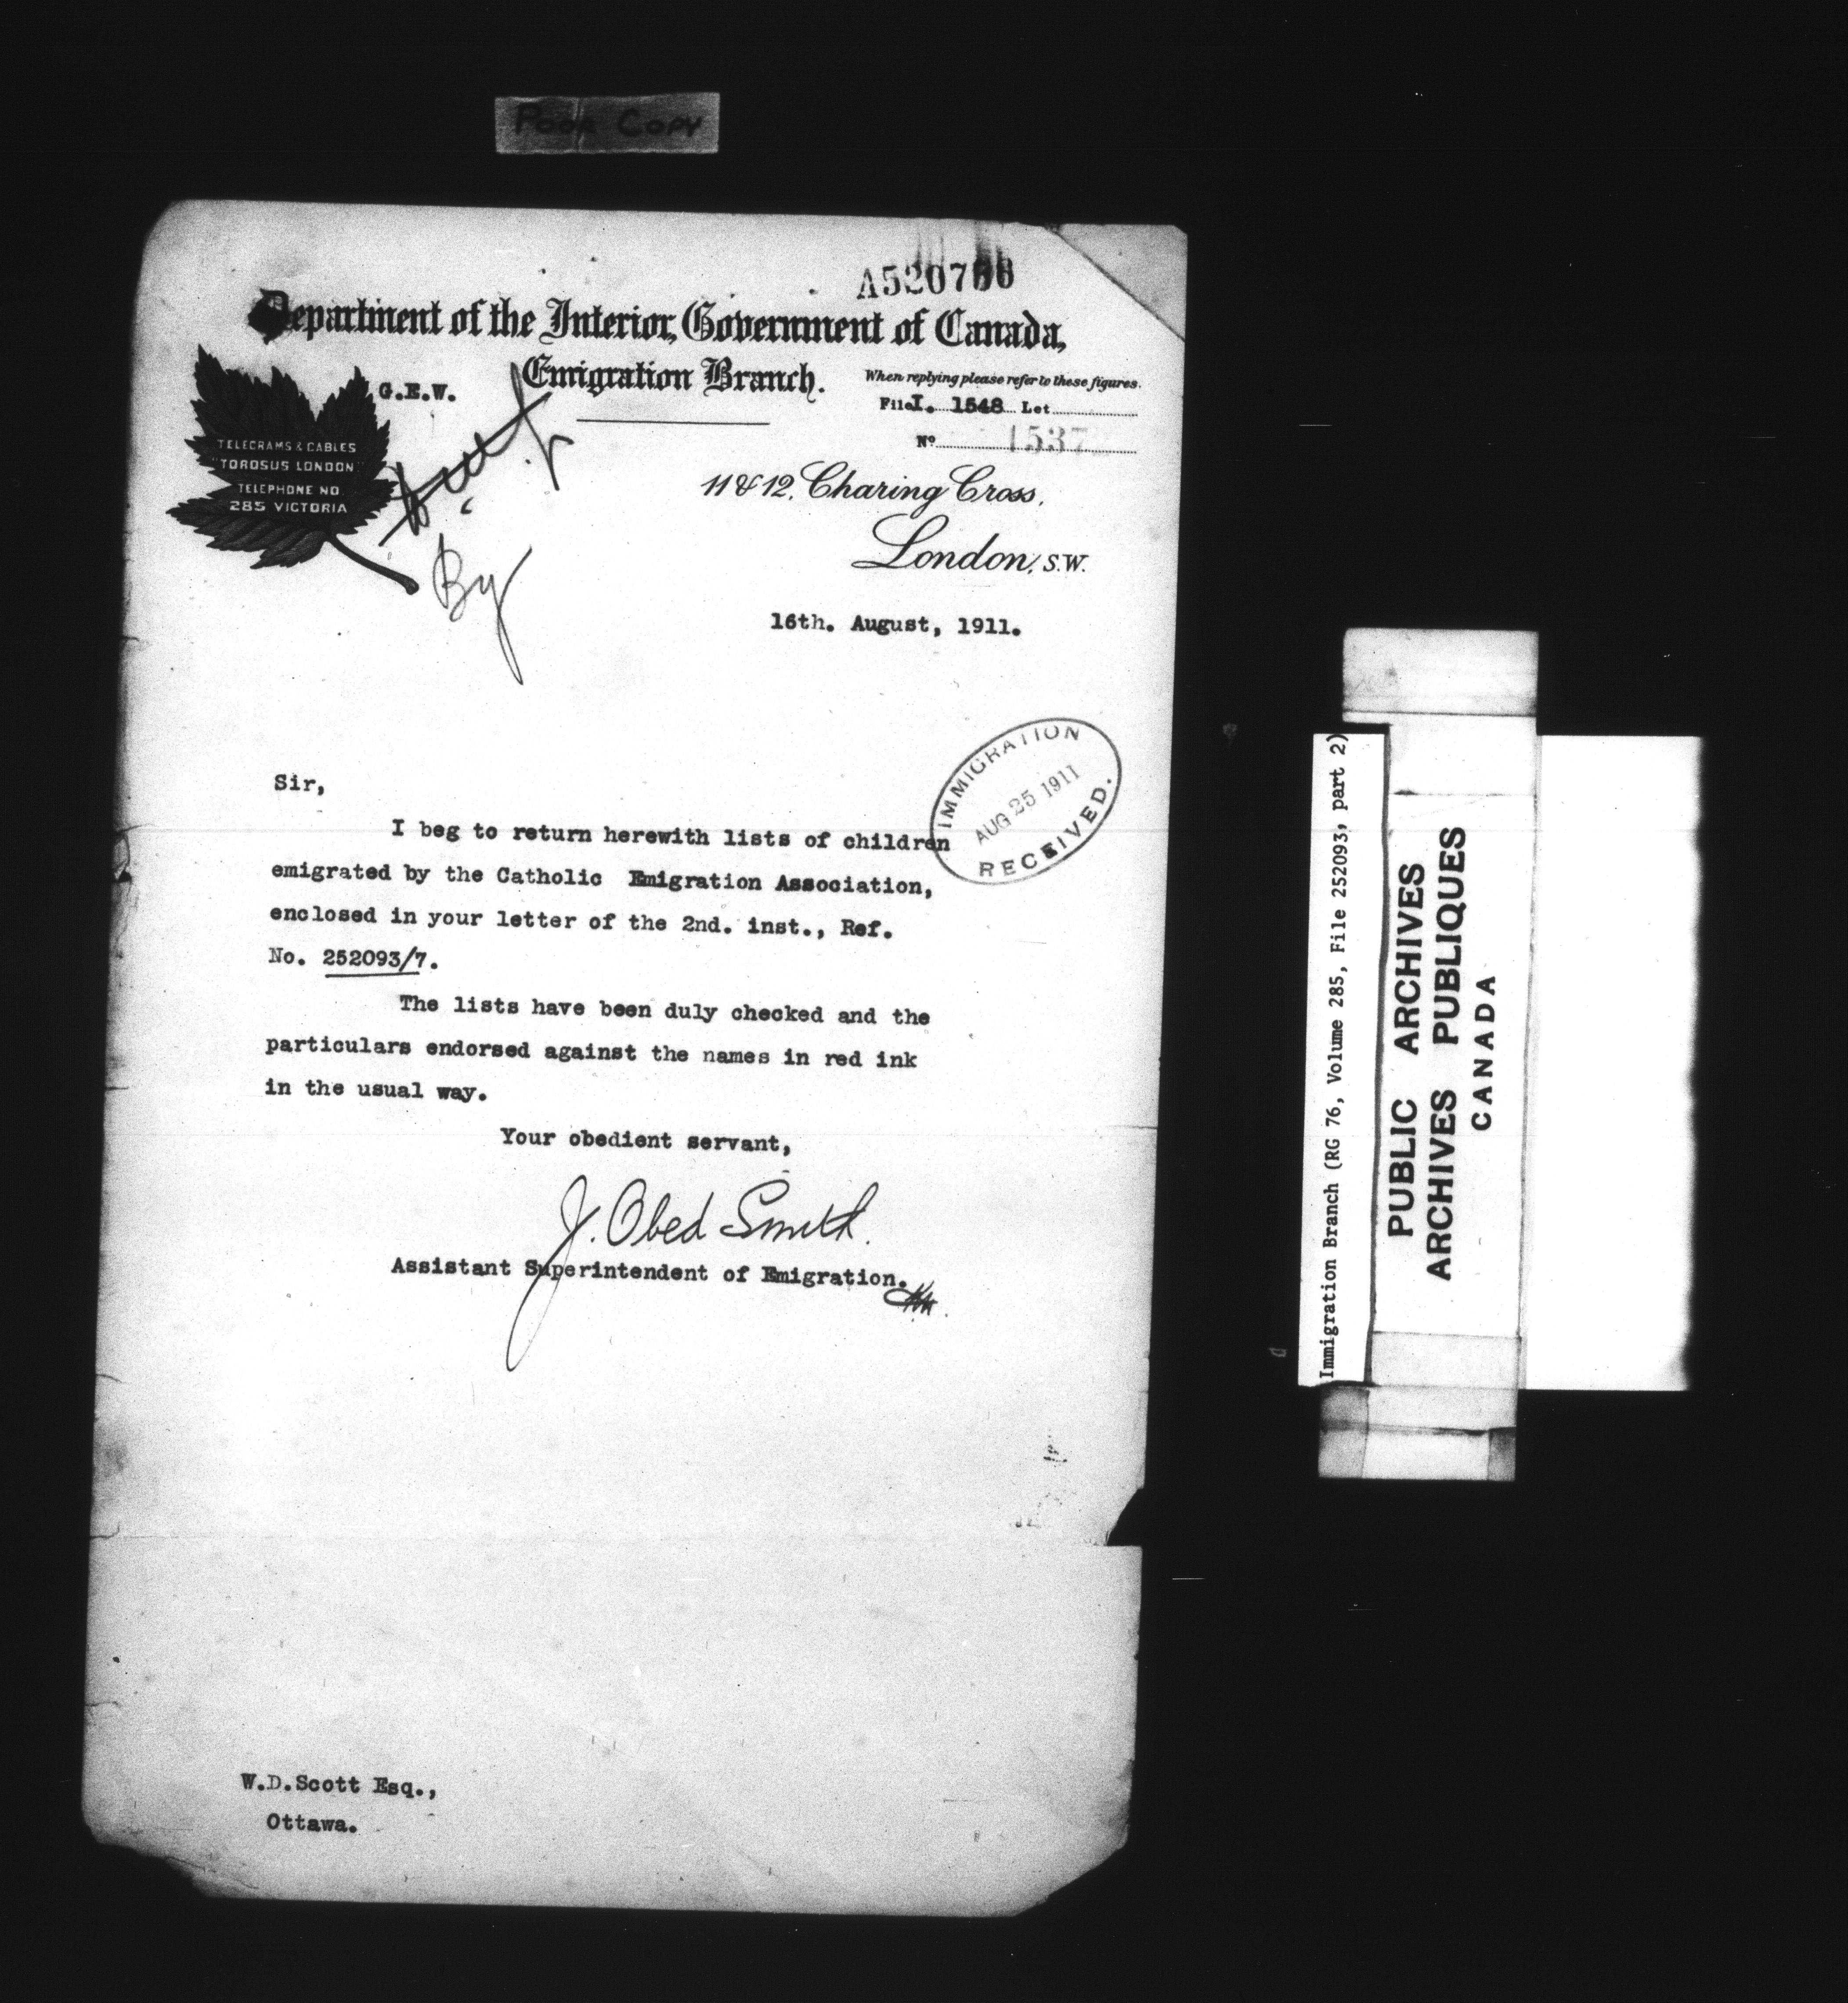 Poor Copy
A520766
Department of the Interior, Government of Canada,
Emigration Branch.
G.E.W.
When replying please refer to these figures.
File I. 1548 Let
No 1537
TELEGRAMS & CABLES
"TOROSUS LONDON"
TELEPHONE NO.
285 VICTORIA
By
11 & 12, Charing Cross,
London, S.W.
16th. August, 1911.
IMMIGRATION
AUG 25 1911
RECEIVED.
Sir,
I beg to return herewith lists of children
emigrated by the Catholic Emigration Association,
enclosed in your letter of the 2nd. inst., Ref.
No. 252093/7.
The lists have been duly checked and the
particulars endorsed against the names in red ink
in the usual way.
Your obedient servant,
J. Obed Smith.
Assistant Superintendent of Emigration.
W.D.Scott Esq.,
Ottawa.
Immigration Branch (RG 76, Volume 285, File 252093, part 2)
PUBLIC ARCHIVES
ARCHIVES PUBLIQUES
CANADA